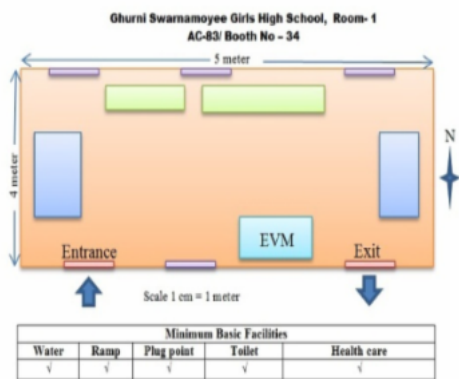 Ghurni Swarnamoyee Girls High School, Room- 1
AC-83/ Booth No – 34
5 meter
4 meter
N
EVM
Entrance
Exit
Scale 1 cm = 1 meter
Minimum Basic Facilities
Water Ramp Plug point Toilet Health care
√ √ √ √ √